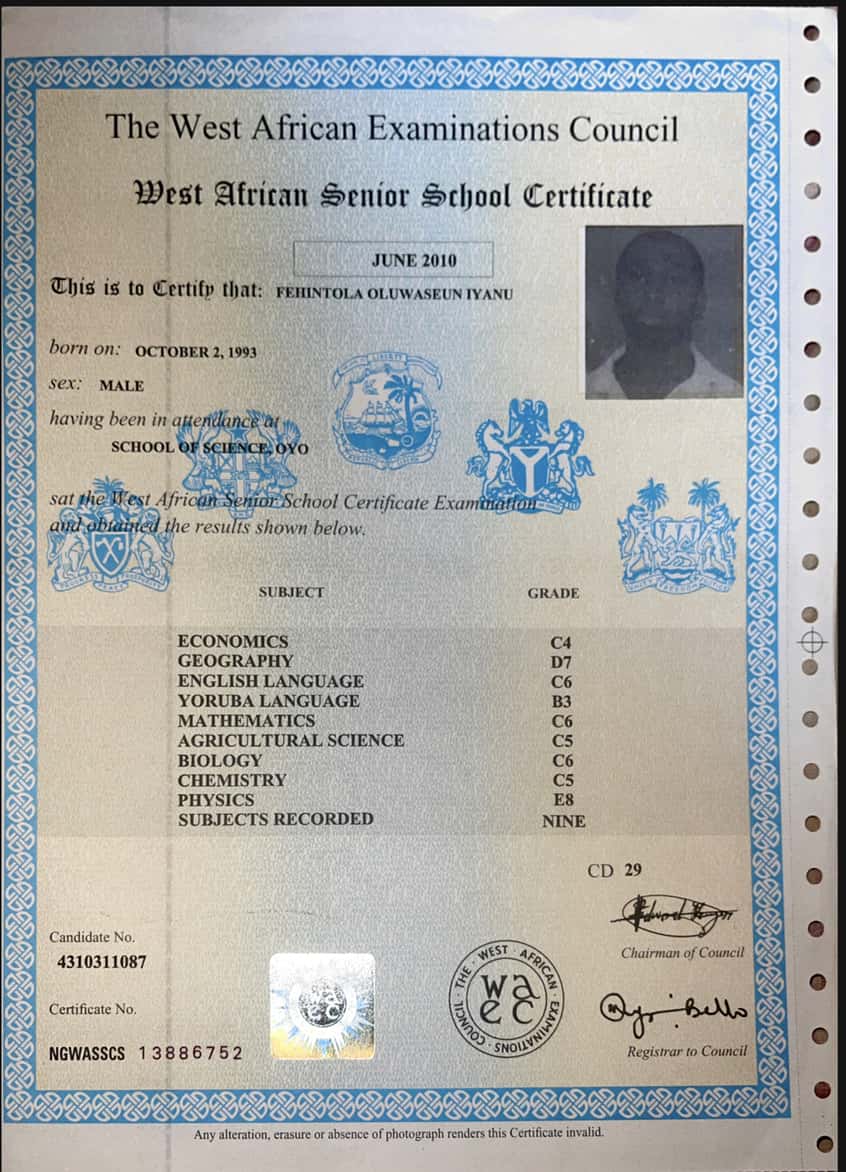 The West African Examinations Council
West African Senior School Certificate
JUNE 2010
This is to Certify that: FEHINTOLA OLUWASEUN IYANU
born on: OCTOBER 2, 1993
sex: MALE
having been in attendance at
SCHOOL OF SCIENCE, OYO
sat the West African Senior School Certificate Examination
and obtained the results shown below.
SUBJECT GRADE
ECONOMICS C4
GEOGRAPHY D7
ENGLISH LANGUAGE C6
YORUBA LANGUAGE B3
MATHEMATICS C6
AGRICULTURAL SCIENCE C5
BIOLOGY C6
CHEMISTRY C5
PHYSICS E8
SUBJECTS RECORDED NINE
CD 29
Chairman of Council
Candidate No.
4310311087
Certificate No.
NGWASSCS 13886752
THE · WEST · AFRICAN · EXAMINATIONS · COUNCIL ·
wa
ec
Bello
Registrar to Council
Any alteration, erasure or absence of photograph renders this Certificate invalid.